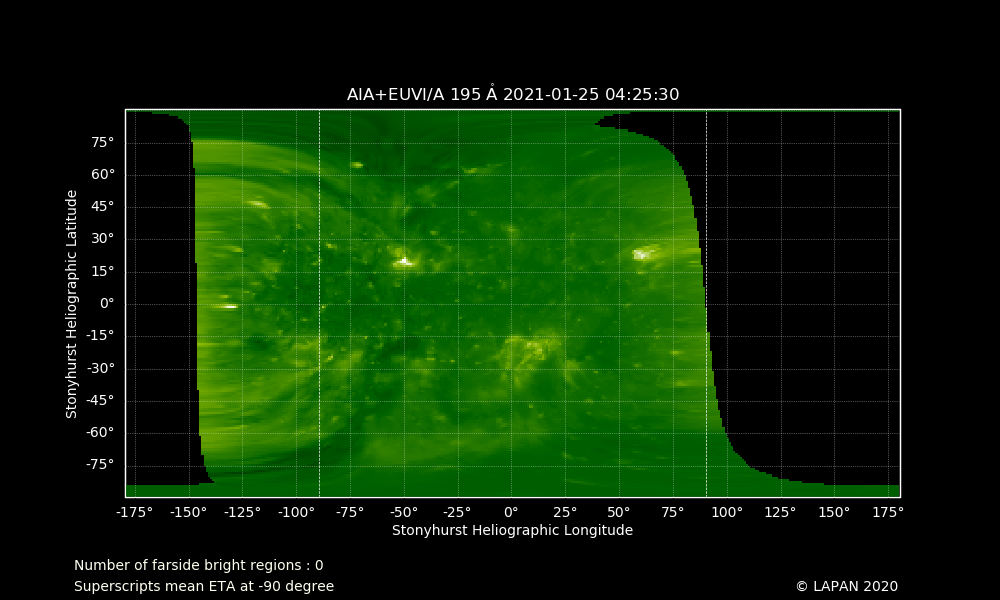 AIA+EUVI/A 195 Å 2021-01-25 04:25:30
Stonyhurst Heliographic Latitude
75°
60°
45°
30°
15°
0°
-15°
-30°
-45°
-60°
-75°
-175° -150° -125° -100° -75° -50° -25° 0° 25° 50° 75° 100° 125° 150° 175°
Stonyhurst Heliographic Longitude
Number of farside bright regions : 0
Superscripts mean ETA at -90 degree
© LAPAN 2020